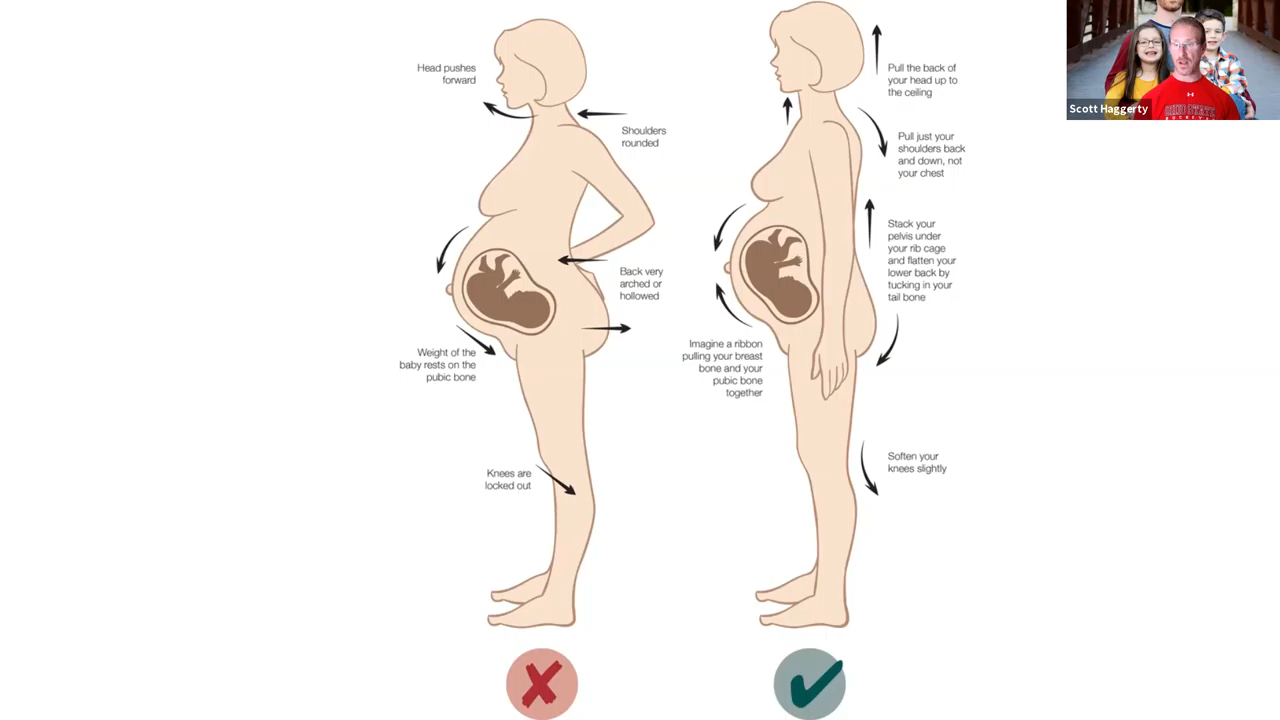 Head pushes
forward
Shoulders
rounded
Back very
arched or
hollowed
Weight of the
baby rests on the
pubic bone
Knees are
locked out
Pull the back of
your head up to
the ceiling
Pull just your
shoulders back
and down, not
your chest
Stack your
pelvis under
your rib cage
and flatten your
lower back by
tucking in your
tail bone
Imagine a ribbon
pulling your breast
bone and your
pubic bone
together
Soften your
knees slightly
Scott Haggerty
OHIO STATE